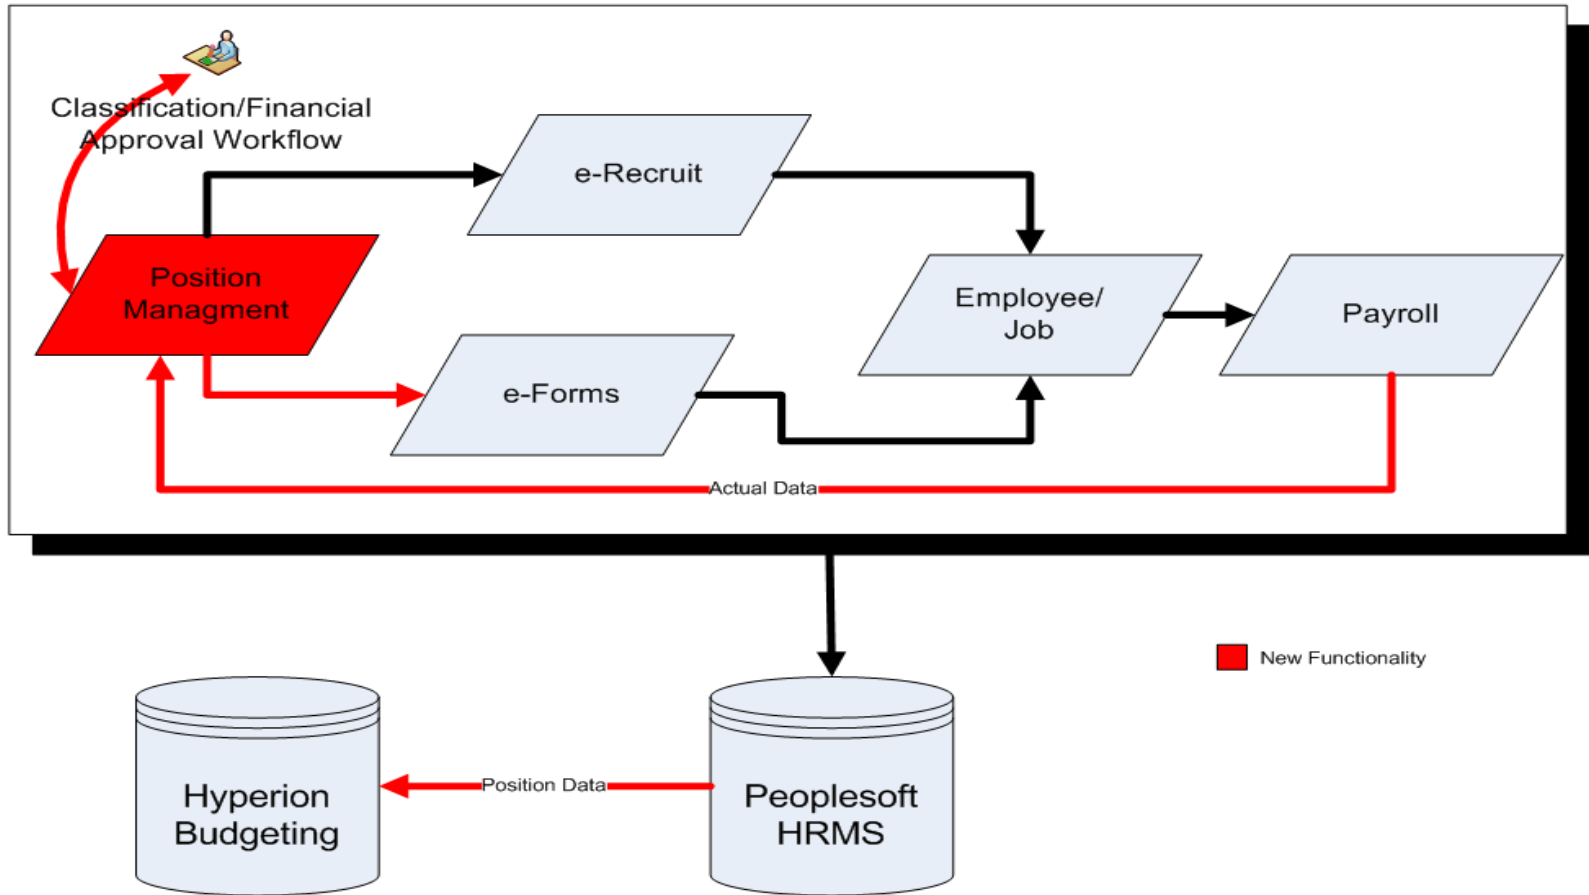 Classification/Financial
Approval Workflow
e-Recruit
Position
Managment
Employee/
Job
Payroll
e-Forms
Actual Data
New Functionality
Hyperion
Budgeting
Position Data
Peoplesoft
HRMS